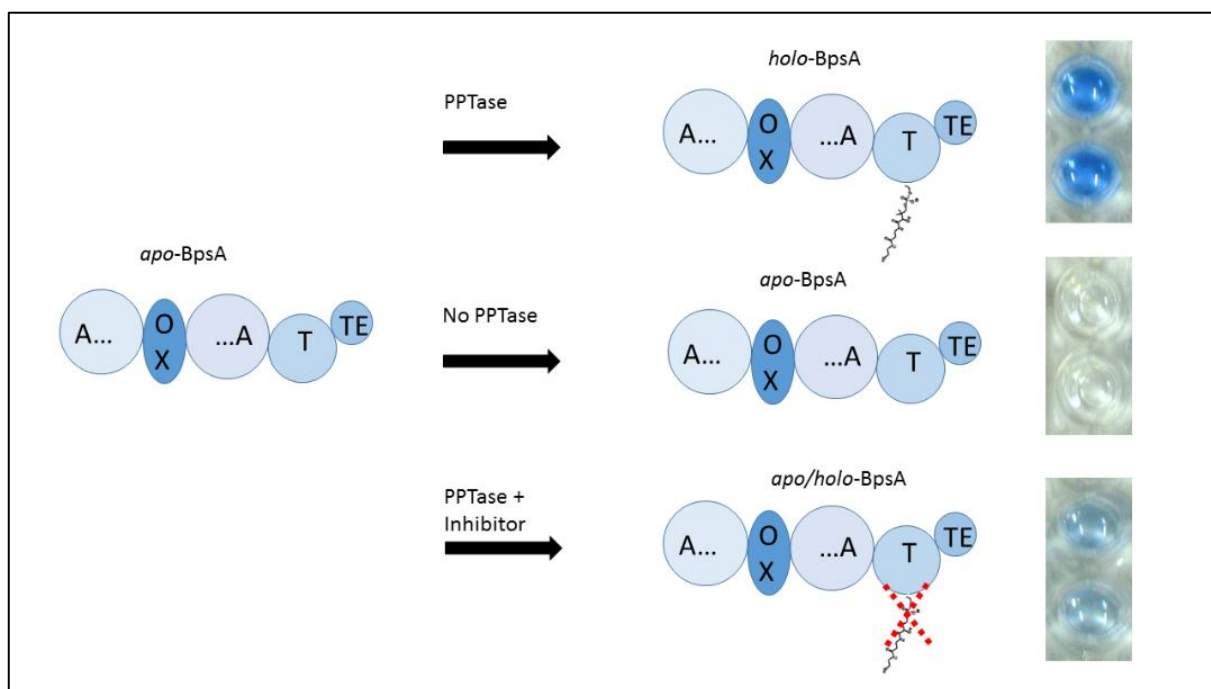 holo-BpsA
PPTase
A...
O
X
...A
T
TE
apo-BpsA
A...
O
X
...A
T
TE
apo-BpsA
No PPTase
A...
O
X
...A
T
TE
apo/holo-BpsA
PPTase +
Inhibitor
A...
O
X
...A
T
TE